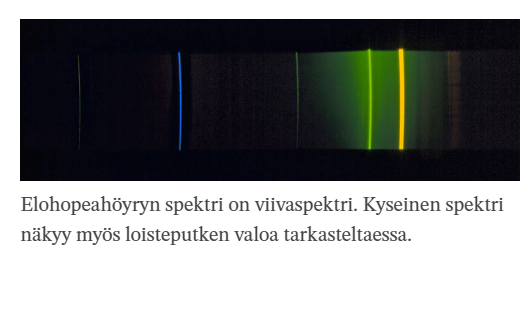 Elohopeahöyryn spektri on viivaspektri. Kyseinen spektri
näkyy myös loisteputken valoa tarkasteltaessa.